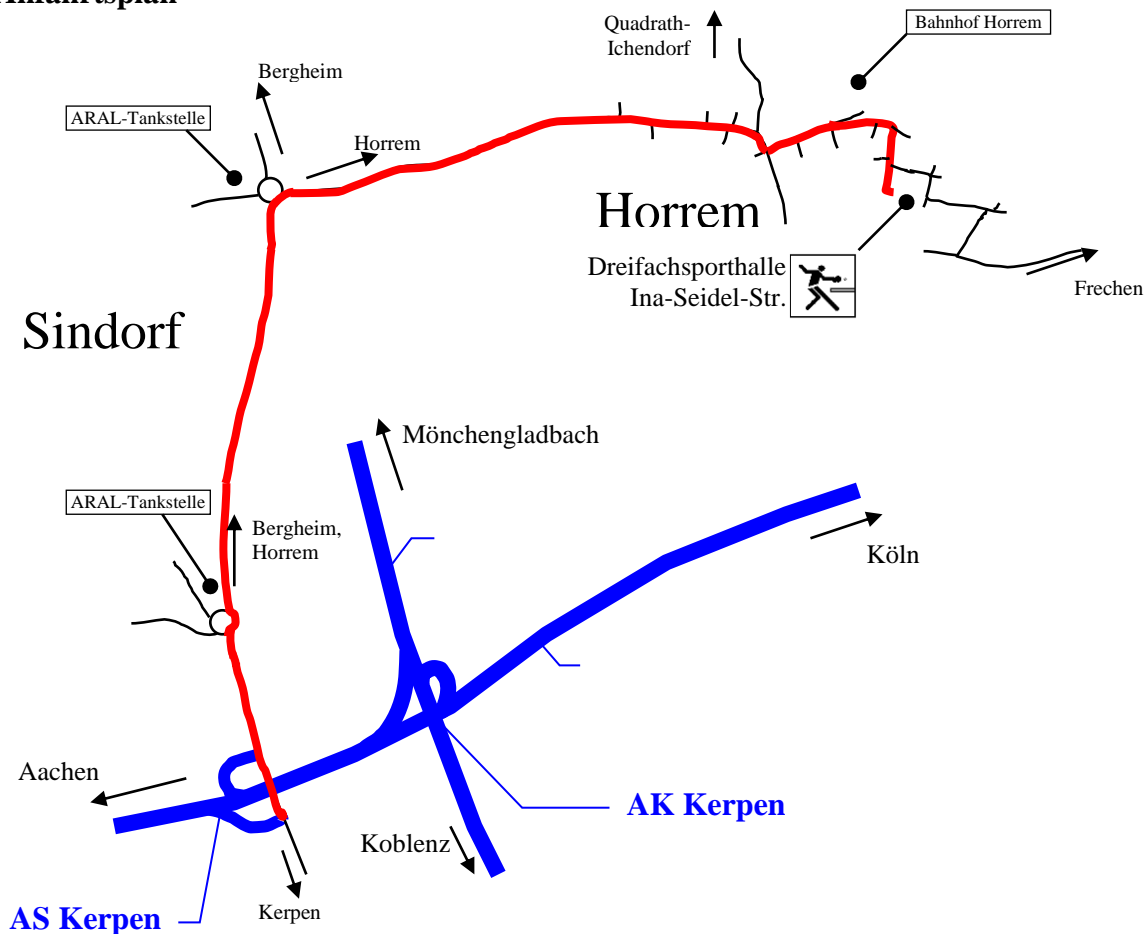 Anfahrtsplan
Quadrath-
Ichendorf
Bahnhof Horrem
Bergheim
ARAL-Tankstelle
Horrem
Horrem
Dreifachsporthalle
Ina-Seidel-Str.
Frechen
Sindorf
Mönchengladbach
ARAL-Tankstelle
Bergheim,
Horrem
Köln
Aachen
AK Kerpen
Koblenz
Kerpen
AS Kerpen